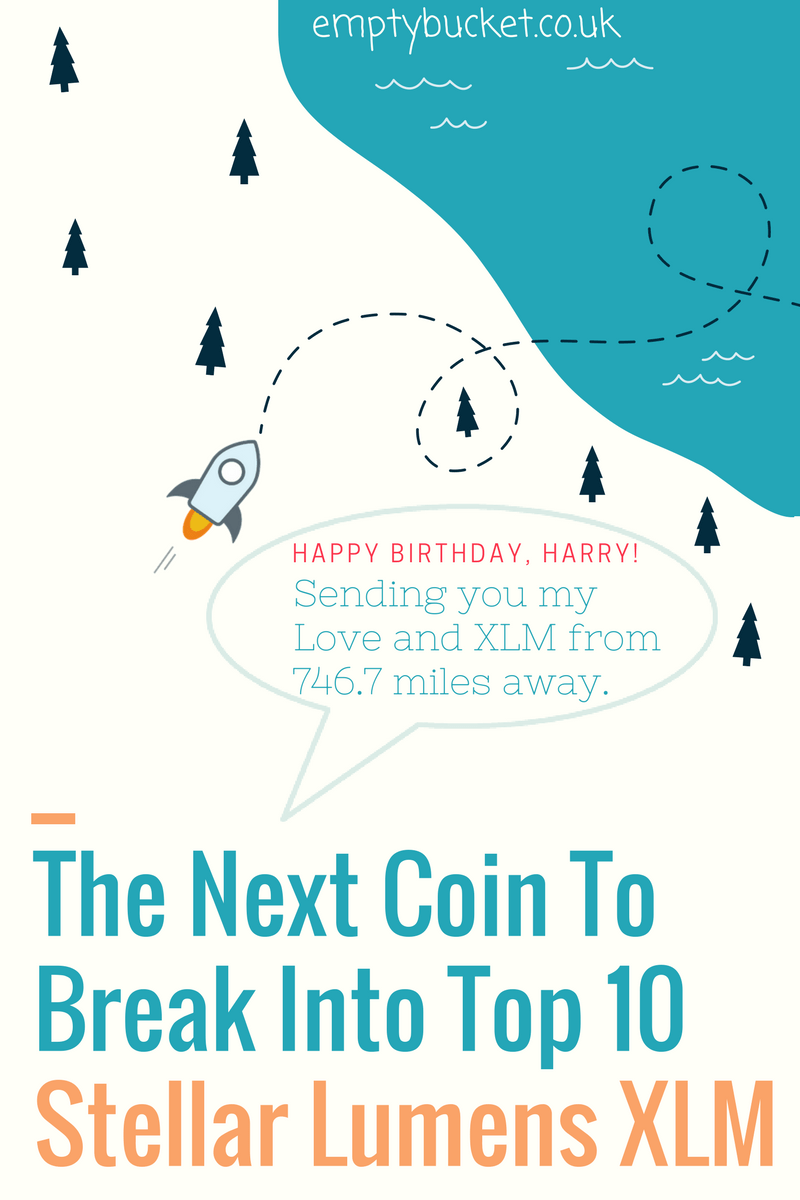 emptybucket.co.uk
HAPPY BIRTHDAY, HARRY!
Sending you my
Love and XLM from
746.7 miles away.
The Next Coin To
Break Into Top 10
Stellar Lumens XLM